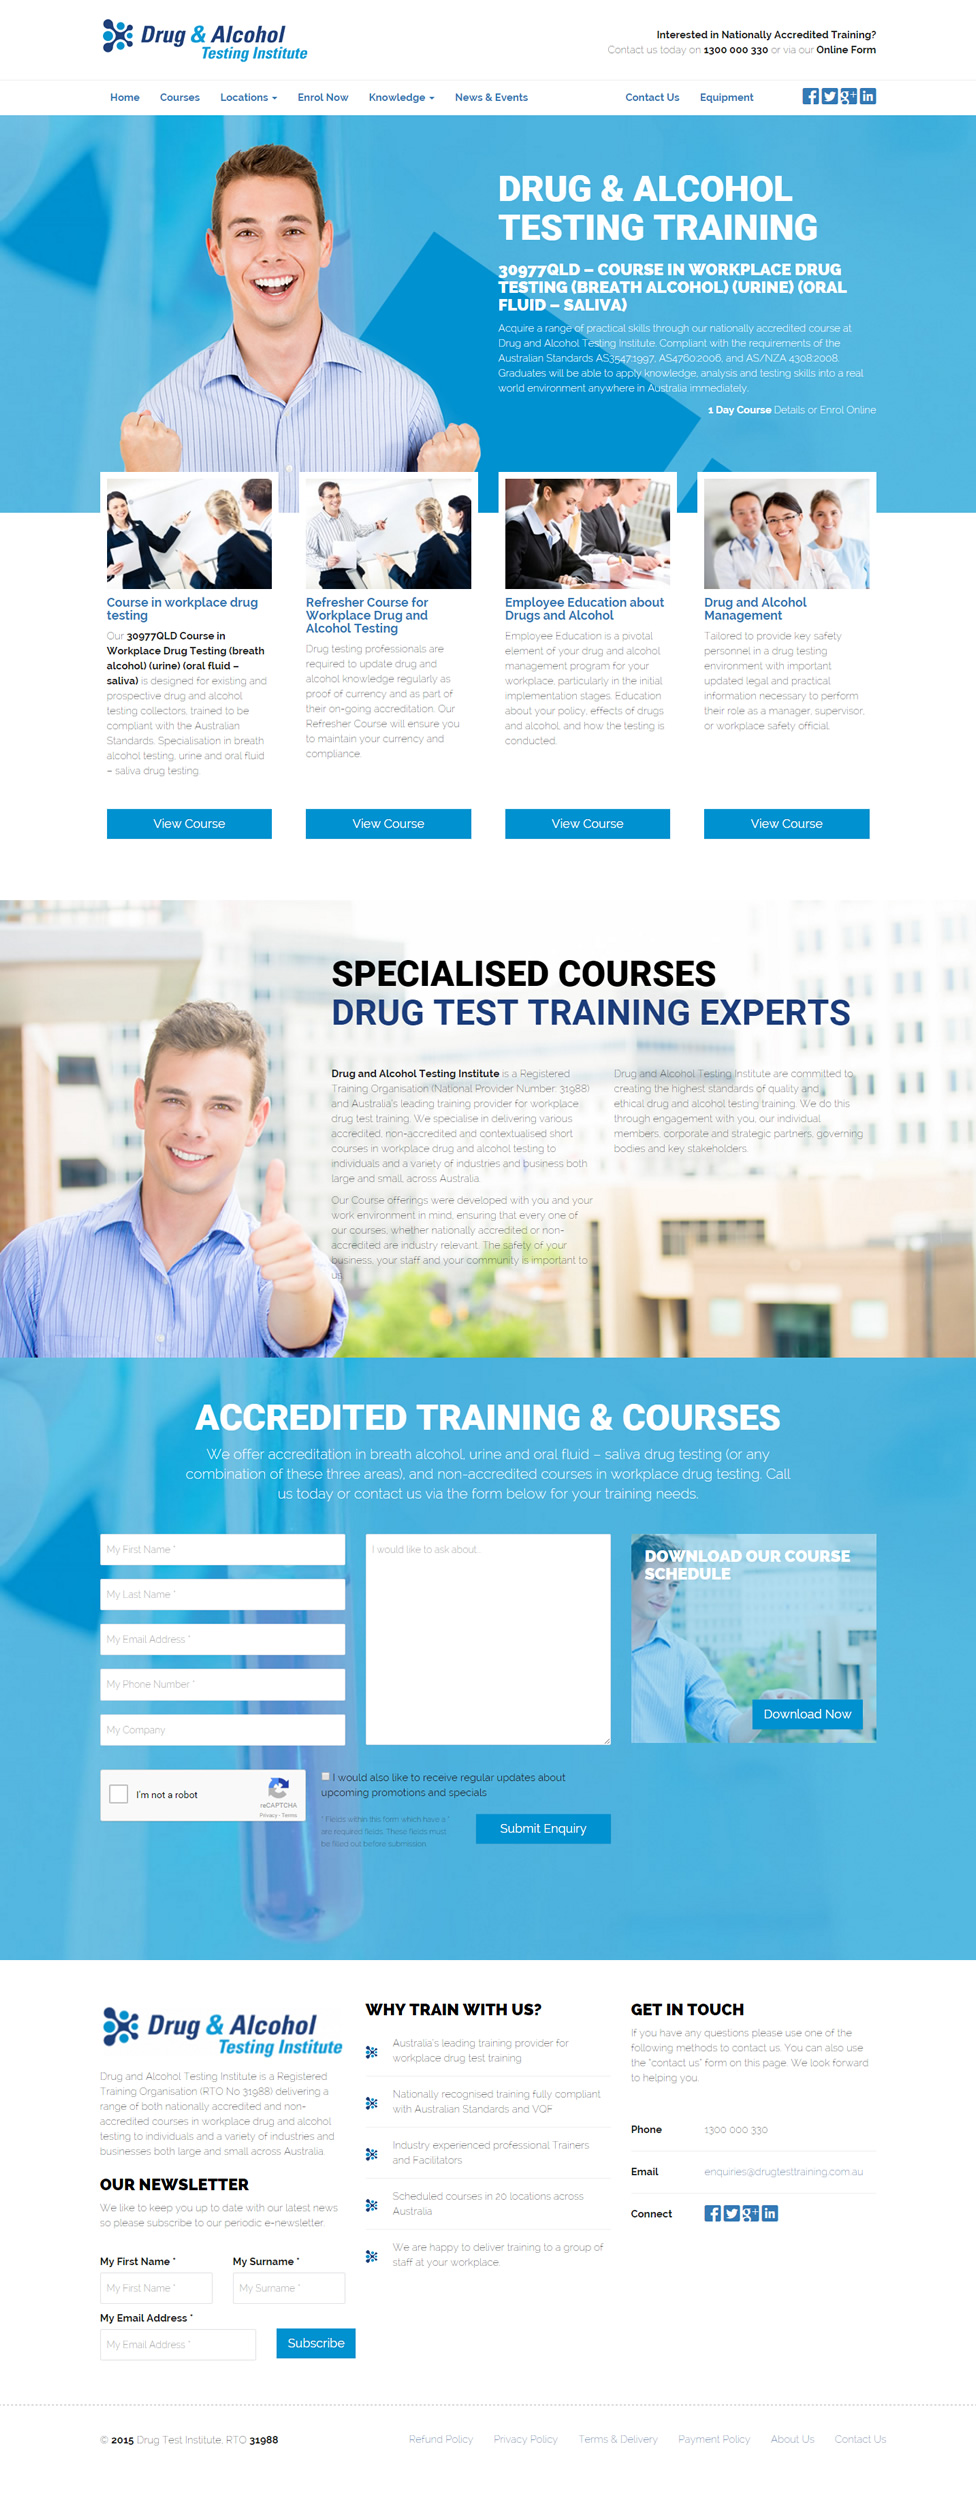 Drug & Alcohol
Testing Institute
Interested in Nationally Accredited Training?
Contact us today on 1300 000 330 or via our Online Form
Home Courses Locations Enrol Now Knowledge News & Events Contact Us Equipment
DRUG & ALCOHOL
TESTING TRAINING
30977QLD – COURSE IN WORKPLACE DRUG
TESTING (BREATH ALCOHOL) (URINE) (ORAL
FLUID – SALIVA)
Acquire a range of practical skills through our nationally accredited course at
Drug and Alcohol Testing Institute. Compliant with the requirements of the
Australian Standards AS3547:1997, AS4760:2006, and AS/NZA 4308:2008.
Graduates will be able to apply knowledge, analysis and testing skills into a real
world environment anywhere in Australia immediately.
1 Day Course Details or Enrol Online
Course in workplace drug
testing
Our 30977QLD Course in
Workplace Drug Testing (breath
alcohol) (urine) (oral fluid –
saliva) is designed for existing and
prospective drug and alcohol
testing collectors, trained to be
compliant with the Australian
Standards. Specialisation in breath
alcohol testing, urine and oral fluid
– saliva drug testing.
View Course
Refresher Course for
Workplace Drug and
Alcohol Testing
Drug testing professionals are
required to update drug and
alcohol knowledge regularly as
proof of currency and as part of
their on-going accreditation. Our
Refresher Course will ensure you
to maintain your currency and
compliance.
View Course
Employee Education about
Drugs and Alcohol
Employee Education is a pivotal
element of your drug and alcohol
management program for your
workplace, particularly in the initial
implementation stages. Education
about your policy, effects of drugs
and alcohol, and how the testing is
conducted.
View Course
Drug and Alcohol
Management
Tailored to provide key safety
personnel in a drug testing
environment with important
updated legal and practical
information necessary to perform
their role as a manager, supervisor,
or workplace safety official.
View Course
SPECIALISED COURSES
DRUG TEST TRAINING EXPERTS
Drug and Alcohol Testing Institute is a Registered
Training Organisation (National Provider Number: 31988)
and Australia's leading training provider for workplace
drug test training. We specialise in delivering various
accredited, non-accredited and contextualised short
courses in workplace drug and alcohol testing to
individuals and a variety of industries and business both
large and small, across Australia.
Our Course offerings were developed with you and your
work environment in mind, ensuring that every one of
our courses, whether nationally accredited or non-
accredited are industry relevant. The safety of your
business, your staff and your community is important to
us.
Drug and Alcohol Testing Institute are committed to
creating the highest standards of quality and
ethical drug and alcohol testing training. We do this
through engagement with you, our individual
members, corporate and strategic partners, governing
bodies and key stakeholders.
ACCREDITED TRAINING & COURSES
We offer accreditation in breath alcohol, urine and oral fluid – saliva drug testing (or any
combination of these three areas), and non-accredited courses in workplace drug testing. Call
us today or contact us via the form below for your training needs.
My First Name *
My Last Name *
My Email Address *
My Phone Number *
My Company
I would like to ask about...
DOWNLOAD OUR COURSE
SCHEDULE
Download Now
I'm not a robot
reCAPTCHA
Privacy - Terms
I would also like to receive regular updates about
upcoming promotions and specials
* Fields within this form which have a *
are required fields. These fields must
be filled out before submission.
Submit Enquiry
Drug & Alcohol
Testing Institute
Drug and Alcohol Testing Institute is a Registered
Training Organisation (RTO No 31988) delivering a
range of both nationally accredited and non-
accredited courses in workplace drug and alcohol
testing to individuals and a variety of industries and
businesses both large and small across Australia.
OUR NEWSLETTER
We like to keep you up to date with our latest news
so please subscribe to our periodic e-newsletter.
My First Name * My Surname *
My First Name * My Surname *
My Email Address *
My Email Address *
Subscribe
WHY TRAIN WITH US?
Australia's leading training provider for
workplace drug test training
Nationally recognised training fully compliant
with Australian Standards and VQF
Industry experienced professional Trainers
and Facilitators
Scheduled courses in 20 locations across
Australia
We are happy to deliver training to a group of
staff at your workplace.
GET IN TOUCH
If you have any questions please use one of the
following methods to contact us. You can also use
the "contact us" form on this page. We look forward
to helping you.
Phone 1300 000 330
Email enquiries@drugtesttraining.com.au
Connect
© 2015 Drug Test Institute, RTO 31988
Refund Policy Privacy Policy Terms & Delivery Payment Policy About Us Contact Us